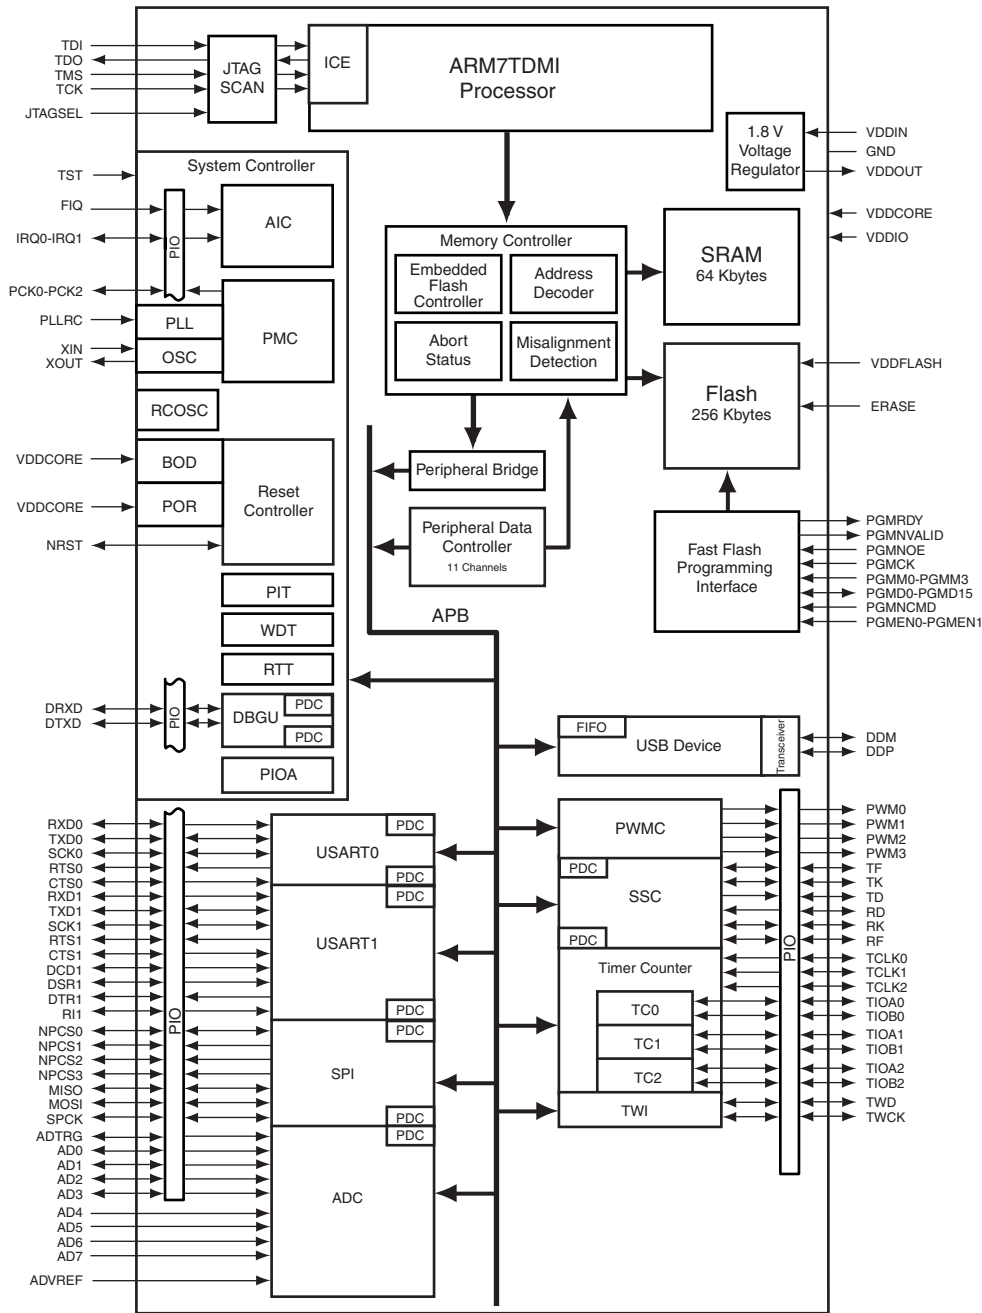 TDI
TDO
TMS
TCK
JTAGSEL
JTAG
SCAN
ICE
ARM7TDMI
Processor
1.8 V
Voltage
Regulator
VDDIN
GND
VDDOUT
VDDCORE
VDDIO
System Controller
TST
FIQ
IRQ0-IRQ1
PIO
AIC
PCK0-PCK2
PLLRC
PLL
PMC
XIN
XOUT
OSC
RCOSC
VDDCORE
BOD
VDDCORE
POR
Reset
Controller
NRST
PIT
WDT
RTT
DRXD
DTXD
PIO
DBGU
PDC
PDC
PIOA
Memory Controller
Embedded
Flash
Controller
Address
Decoder
Abort
Status
Misalignment
Detection
SRAM
64 Kbytes
Flash
256 Kbytes
VDDFLASH
ERASE
Peripheral Bridge
Peripheral Data
Controller
11 Channels
Fast Flash
Programming
Interface
PGMRDY
PGMNVALID
PGMNOE
PGMCK
PGMM0-PGMM3
PGMD0-PGMD15
PGMNCMD
PGMEN0-PGMEN1
APB
FIFO
USB Device
Transceiver
DDM
DDP
RXD0
TXD0
SCK0
RTS0
CTS0
RXD1
TXD1
SCK1
RTS1
CTS1
DCD1
DSR1
DTR1
RI1
NPCS0
NPCS1
NPCS2
NPCS3
MISO
MOSI
SPCK
ADTRG
AD0
AD1
AD2
AD3
AD4
AD5
AD6
AD7
ADVREF
PIO
PDC
USART0
PDC
PDC
USART1
PDC
PDC
SPI
PDC
PDC
ADC
PWMC
PDC
SSC
PDC
Timer Counter
TC0
TC1
TC2
TWI
PIO
PWM0
PWM1
PWM2
PWM3
TF
TK
TD
RD
RK
RF
TCLK0
TCLK1
TCLK2
TIOA0
TIOB0
TIOA1
TIOB1
TIOA2
TIOB2
TWD
TWCK